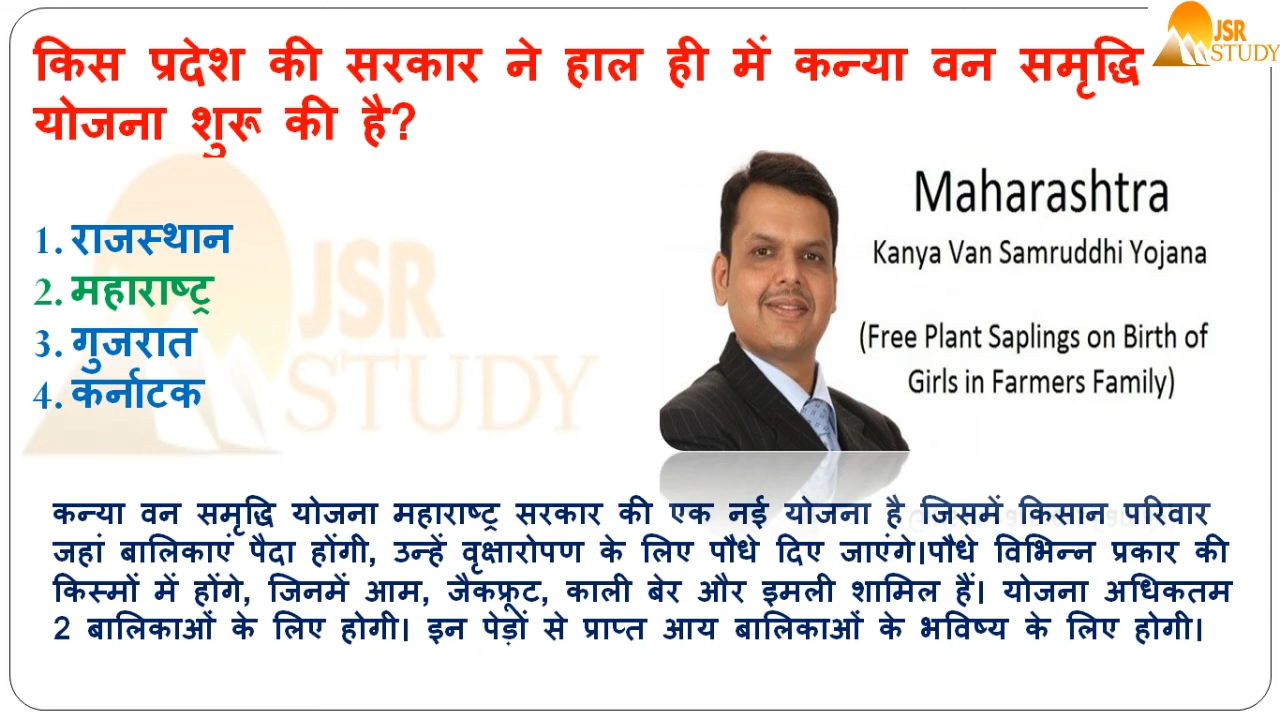 JSR
STUDY
किस प्रदेश की सरकार ने हाल ही में कन्या वन समृद्धि
योजना शुरू की है?
1. राजस्थान
2. महाराष्ट्र
3. गुजरात
4. कर्नाटक
JSR
STUDY
Maharashtra
Kanya Van Samruddhi Yojana
(Free Plant Saplings on Birth of
Girls in Farmers Family)
कन्या वन समृद्धि योजना महाराष्ट्र सरकार की एक नई योजना है जिसमें किसान परिवार
जहां बालिकाएं पैदा होंगी, उन्हें वृक्षारोपण के लिए पौधे दिए जाएंगे।पौधे विभिन्न प्रकार की
किस्मों में होंगे, जिनमें आम, जैकफ्रूट, काली बेर और इमली शामिल हैं। योजना अधिकतम
2 बालिकाओं के लिए होगी। इन पेड़ों से प्राप्त आय बालिकाओं के भविष्य के लिए होगी।